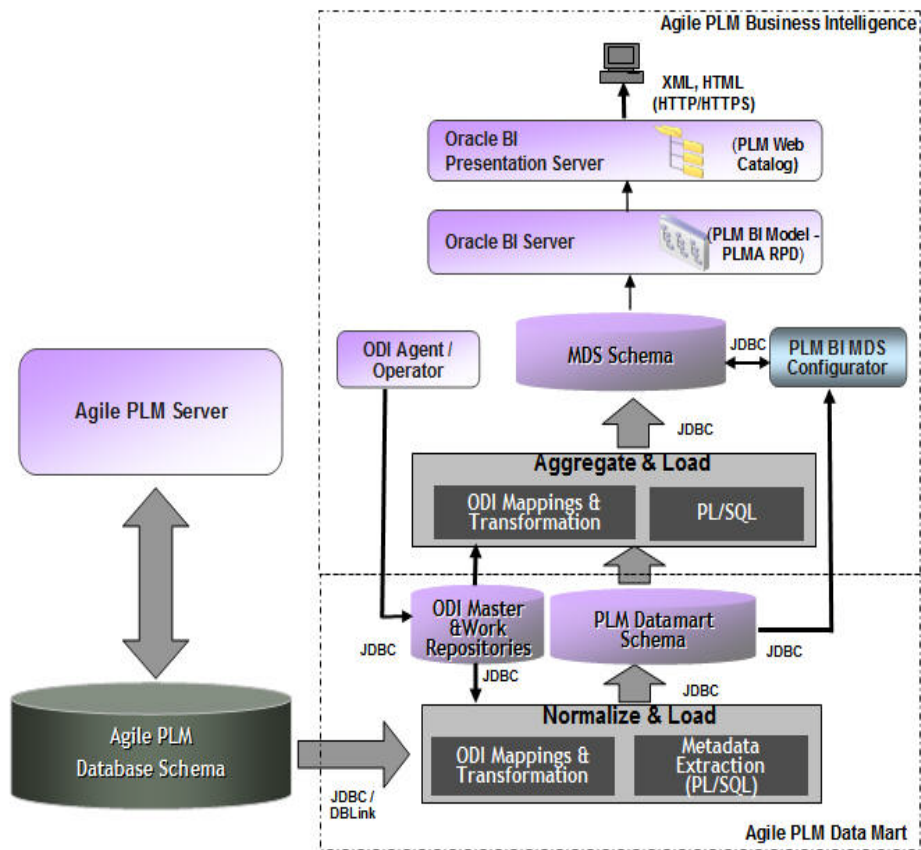 Agile PLM Business Intelligence
XML, HTML
(HTTP/HTTPS)
Oracle BI
Presentation Server
(PLM Web
Catalog)
Oracle BI Server
(PLM BI Model -
PLMA RPD)
ODI Agent /
Operator
MDS Schema
JDBC
PLM BI MDS
Configurator
Agile PLM Server
JDBC
Aggregate & Load
ODI Mappings &
Transformation
PL/SQL
ODI Master
&Work
Repositories
PLM Datamart
Schema
JDBC
JDBC
JDBC
JDBC
Normalize & Load
Agile PLM
Database Schema
ODI Mappings &
Transformation
Metadata
Extraction
(PL/SQL)
JDBC /
DBLink
Agile PLM Data Mart